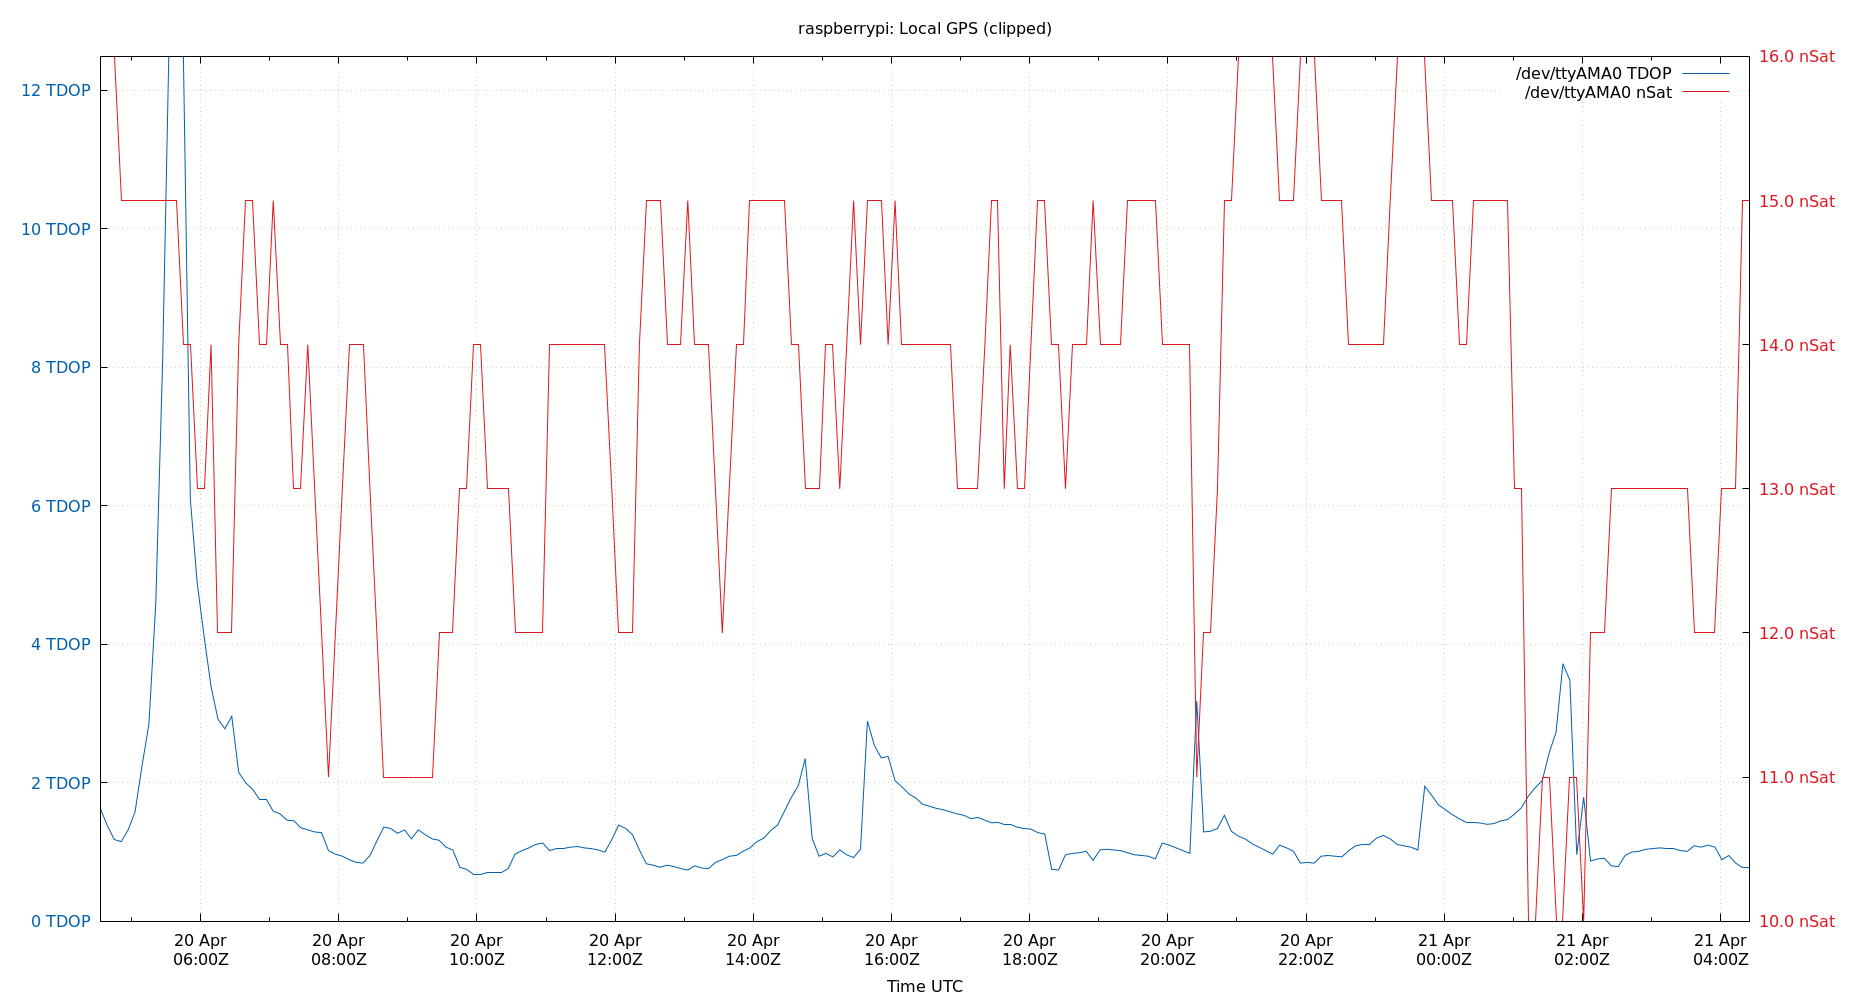 raspberrypi: Local GPS (clipped)
/dev/ttyAMA0 TDOP
/dev/ttyAMA0 nSat
12 TDOP
10 TDOP
8 TDOP
6 TDOP
4 TDOP
2 TDOP
0 TDOP
16.0 nSat
15.0 nSat
14.0 nSat
13.0 nSat
12.0 nSat
11.0 nSat
10.0 nSat
20 Apr
06:00Z
20 Apr
08:00Z
20 Apr
10:00Z
20 Apr
12:00Z
20 Apr
14:00Z
20 Apr
16:00Z
20 Apr
18:00Z
20 Apr
20:00Z
20 Apr
22:00Z
21 Apr
00:00Z
21 Apr
02:00Z
21 Apr
04:00Z
Time UTC